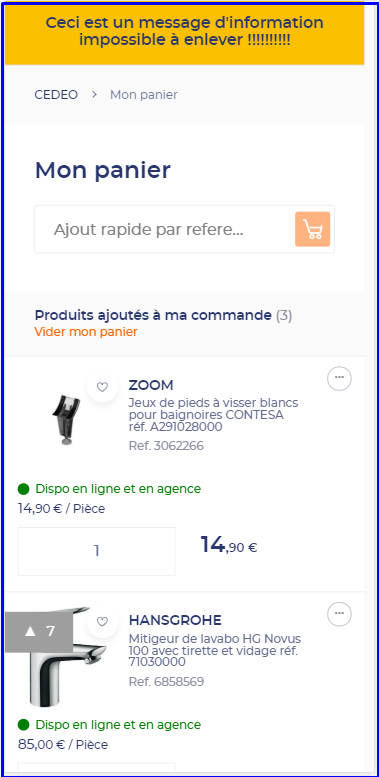 Ceci est un message d'information
impossible à enlever !!!!!!!!!!
CEDEO > Mon panier
Mon panier
Ajout rapide par refere...
Produits ajoutés à ma commande (3)
Vider mon panier
ZOOM
Jeux de pieds à visser blancs
pour baignoires CONTESA
réf. A291028000
Ref. 3062266
Dispo en ligne et en agence
14,90 € / Pièce
1
14,90 €
▲ 7
HANSGROHE
Mitigeur de lavabo HG Novus
100 avec tirette et vidage réf.
71030000
Ref. 6858569
Dispo en ligne et en agence
85,00 € / Pièce